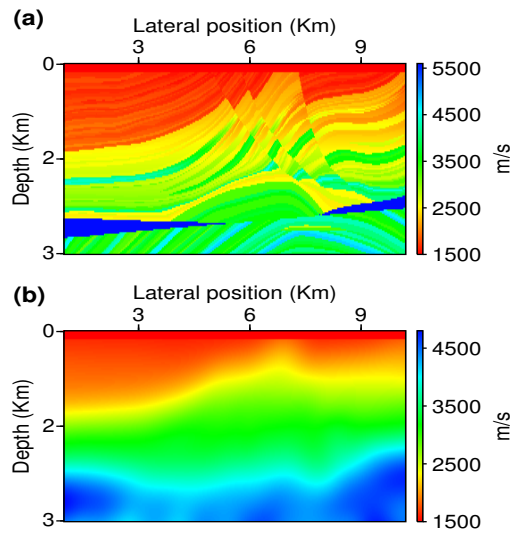 (a)
Lateral position (Km)
3 6 9
0
2
3
Depth (Km)
5500
4500
3500
2500
1500
m/s
(b)
Lateral position (Km)
3 6 9
0
2
3
Depth (Km)
4500
3500
2500
1500
m/s